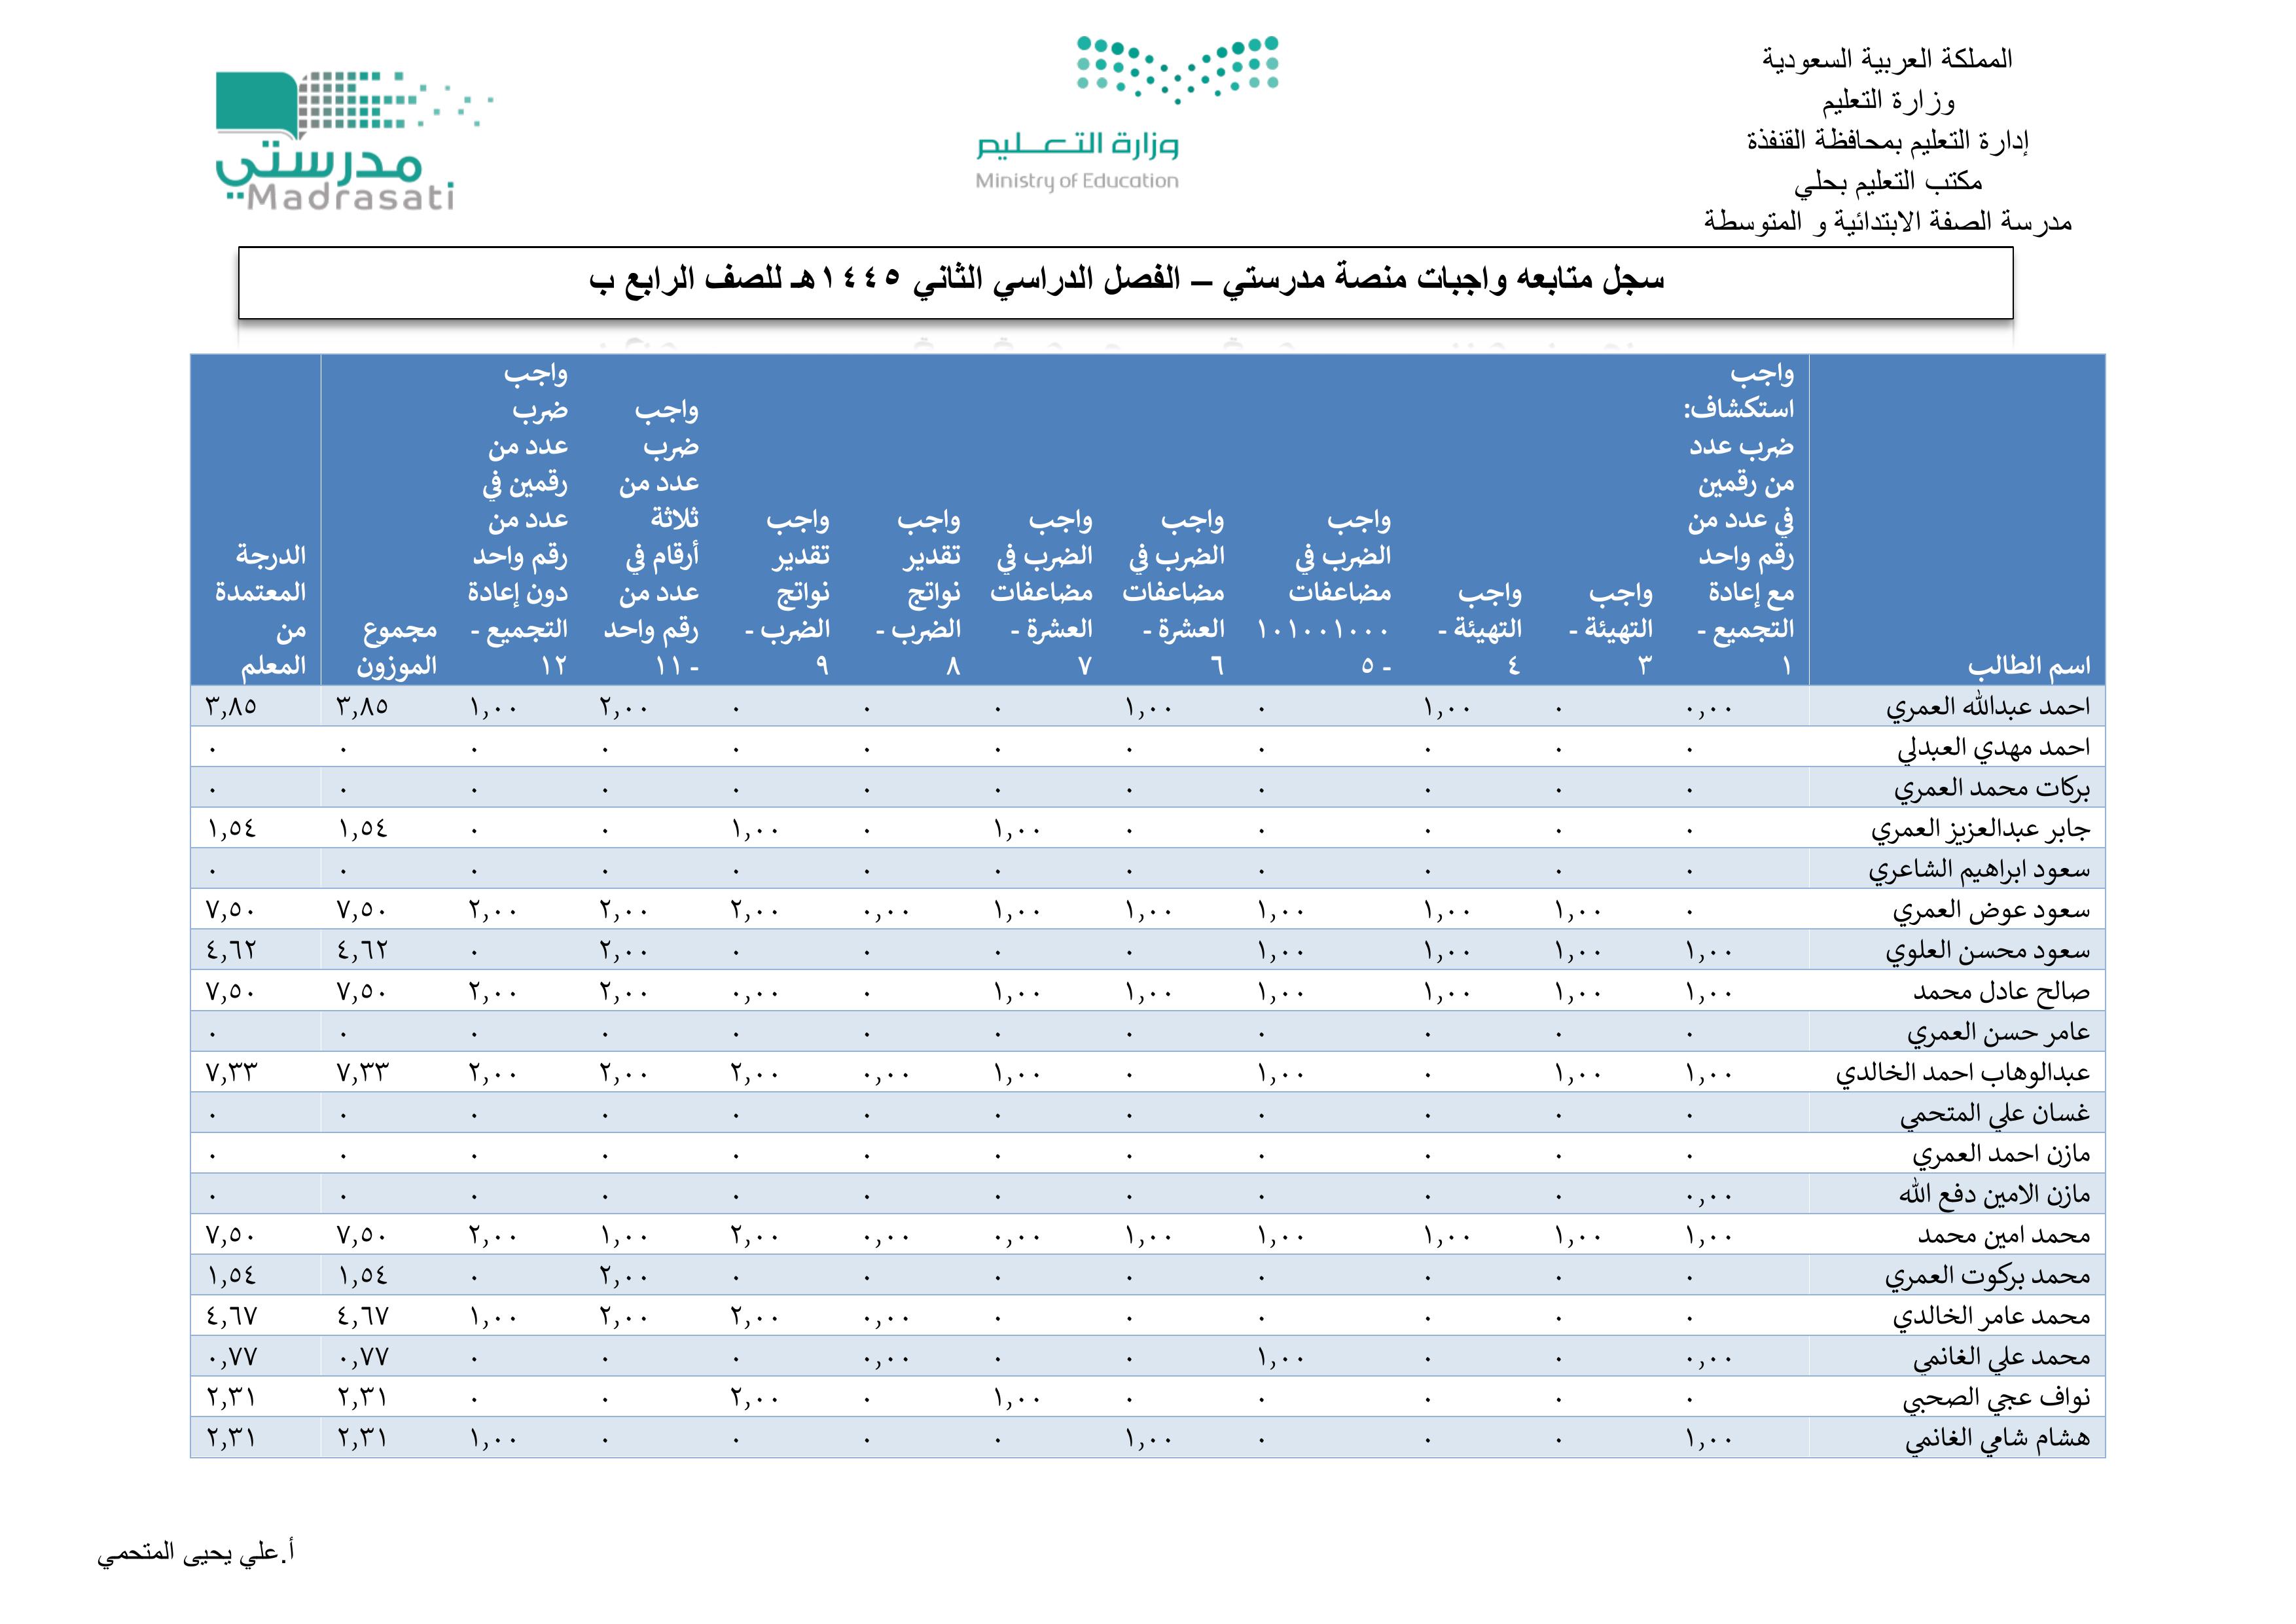 المملكة العربية السعودية
وزارة التعليم
إدارة التعليم بمحافظة القنفذة
مكتب التعليم بحلي
مدرسة الصفة الابتدائية و المتوسطة
وزارة التعـــليم
Ministry of Education
مدرستي
Madrasati
سجل متابعه واجبات منصة مدرستي – الفصل الدراسي الثاني ١٤٤٥هـ للصف الرابع ب
اسم الطالب | واجب استكشاف: ضرب عدد من رقمين في عدد من رقم واحد مع إعادة التجميع - ١ | واجب التهيئة - ٣ | واجب التهيئة - ٤ | واجب الضرب في مضاعفات ١٠١٠٠١٠٠٠ - ٥ | واجب الضرب في مضاعفات العشرة - ٦ | واجب الضرب في مضاعفات العشرة - ٧ | واجب تقدير نواتج الضرب - ٨ | واجب تقدير نواتج الضرب - ٩ | واجب ضرب عدد من ثلاثة أرقام في عدد من رقم واحد - ١١ | واجب ضرب عدد من رقمين في عدد من رقم واحد دون إعادة التجميع - ١٢ | مجموع الموزون | الدرجة المعتمدة من المعلم
احمد عبدالله العمري ٠,٠٠ ٠ ١,٠٠ ٠ ١,٠٠ ٠ ٠ ٠ ٢,٠٠ ١,٠٠ ٣,٨٥ ٣,٨٥
احمد مهدي العبدلي ٠ ٠ ٠ ٠ ٠ ٠ ٠ ٠ ٠ ٠ ٠ ٠
بركات محمد العمري ٠ ٠ ٠ ٠ ٠ ٠ ٠ ٠ ٠ ٠ ٠ ٠
جابر عبدالعزيز العمري ٠ ٠ ٠ ٠ ٠ ١,٠٠ ٠ ١,٠٠ ٠ ٠ ١,٥٤ ١,٥٤
سعود ابراهيم الشاعري ٠ ٠ ٠ ٠ ٠ ٠ ٠ ٠ ٠ ٠ ٠ ٠
سعود عوض العمري ٠ ١,٠٠ ١,٠٠ ١,٠٠ ١,٠٠ ١,٠٠ ٠,٠٠ ٢,٠٠ ٢,٠٠ ٢,٠٠ ٧,٥٠ ٧,٥٠
سعود محسن العلوي ١,٠٠ ١,٠٠ ١,٠٠ ١,٠٠ ٠ ٠ ٠ ٠ ٢,٠٠ ٠ ٤,٦٢ ٤,٦٢
صالح عادل محمد ١,٠٠ ١,٠٠ ١,٠٠ ١,٠٠ ١,٠٠ ١,٠٠ ٠ ٠,٠٠ ٢,٠٠ ٢,٠٠ ٧,٥٠ ٧,٥٠
عامر حسن العمري ٠ ٠ ٠ ٠ ٠ ٠ ٠ ٠ ٠ ٠ ٠ ٠
عبدالوهاب احمد الخالدي ١,٠٠ ١,٠٠ ٠ ١,٠٠ ٠ ١,٠٠ ٠,٠٠ ٢,٠٠ ٢,٠٠ ٢,٠٠ ٧,٣٣ ٧,٣٣
غسان علي المتحمي ٠ ٠ ٠ ٠ ٠ ٠ ٠ ٠ ٠ ٠ ٠ ٠
مازن احمد العمري ٠ ٠ ٠ ٠ ٠ ٠ ٠ ٠ ٠ ٠ ٠ ٠
مازن الامين دفع الله ٠,٠٠ ٠ ٠ ٠ ٠ ٠ ٠ ٠ ٠ ٠ ٠ ٠
محمد امين محمد ١,٠٠ ١,٠٠ ١,٠٠ ١,٠٠ ١,٠٠ ٠,٠٠ ٠,٠٠ ٢,٠٠ ١,٠٠ ٢,٠٠ ٧,٥٠ ٧,٥٠
محمد بركوت العمري ٠ ٠ ٠ ٠ ٠ ٠ ٠ ٠ ٢,٠٠ ٠ ١,٥٤ ١,٥٤
محمد عامر الخالدي ٠ ٠ ٠ ٠ ٠ ٠ ٠,٠٠ ٢,٠٠ ٢,٠٠ ١,٠٠ ٤,٦٧ ٤,٦٧
محمد علي الغانمي ٠,٠٠ ٠ ٠ ١,٠٠ ٠ ٠ ٠,٠٠ ٠ ٠ ٠ ٠,٧٧ ٠,٧٧
نواف عجي الصحبي ٠ ٠ ٠ ٠ ٠ ١,٠٠ ٠ ٢,٠٠ ٠ ٠ ٢,٣١ ٢,٣١
هشام شامي الغانمي ١,٠٠ ٠ ٠ ٠ ١,٠٠ ٠ ٠ ٠ ٠ ١,٠٠ ٢,٣١ ٢,٣١
أ.علي يحيى المتحمي